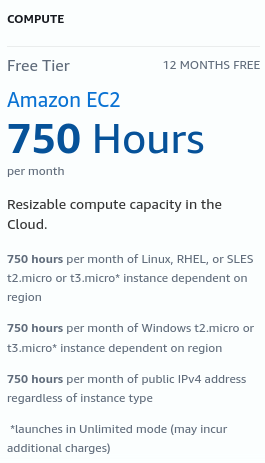 COMPUTE
Free Tier 12 MONTHS FREE
Amazon EC2
750 Hours
per month
Resizable compute capacity in the
Cloud.
750 hours per month of Linux, RHEL, or SLES
t2.micro or t3.micro* instance dependent on
region
750 hours per month of Windows t2.micro or
t3.micro* instance dependent on region
750 hours per month of public IPv4 address
regardless of instance type
*launches in Unlimited mode (may incur
additional charges)